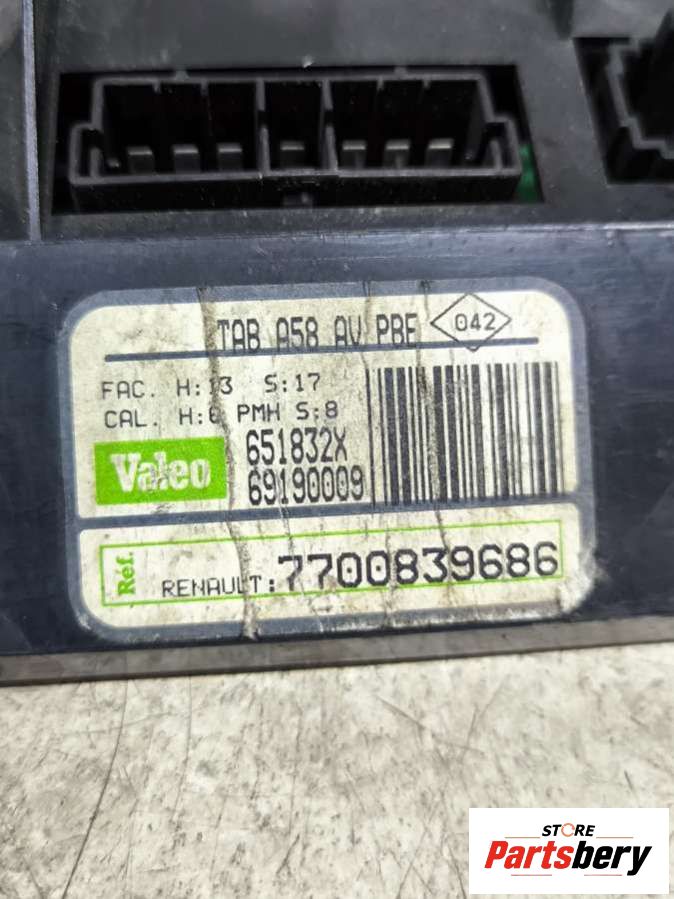 TAB A58 AV PBF 042
FAC. H:13 S:17
CAL. H:6 PMH S:8
Valeo
651832X
69190009
Ref.
RENAULT: 7700839686
STORE
Partsbery